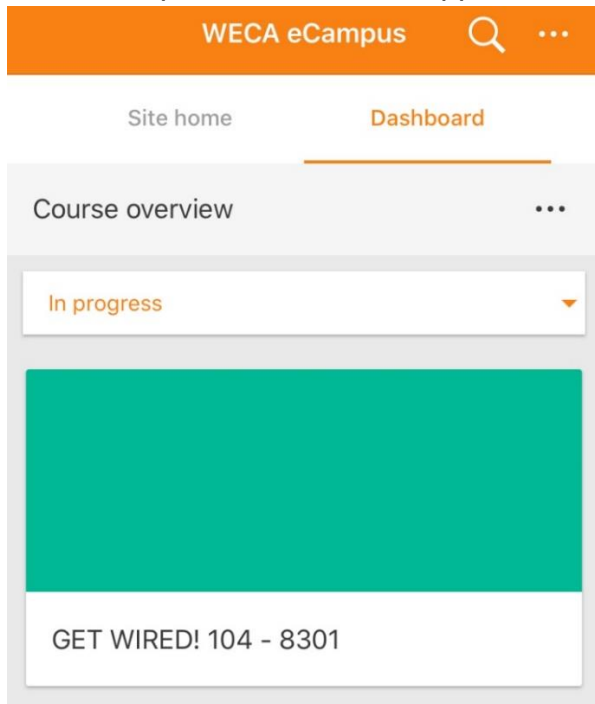 WECA eCampus
Site home Dashboard
Course overview
In progress
GET WIRED! 104 - 8301